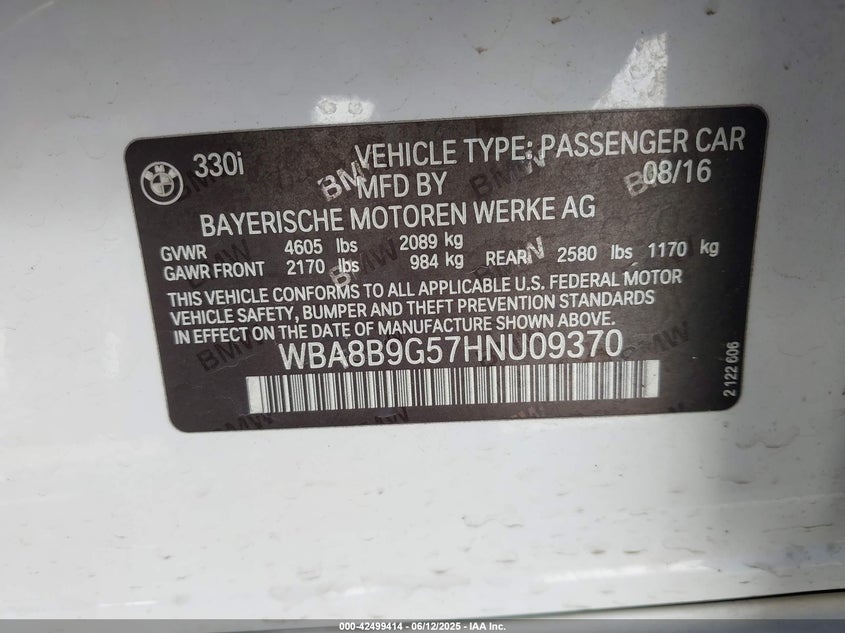 330i VEHICLE TYPE: PASSENGER CAR
MFD BY 08/16
BAYERISCHE MOTOREN WERKE AG
GVWR 4605 lbs 2089 kg
GAWR FRONT 2170 lbs 984 kg REAR 2580 lbs 1170 kg
THIS VEHICLE CONFORMS TO ALL APPLICABLE U.S. FEDERAL MOTOR
VEHICLE SAFETY, BUMPER AND THEFT PREVENTION STANDARDS
IN EFFECT ON THE DATE OF MANUFACTURE SHOWN ABOVE.
WBA8B9G57HNU09370
2 122 606
000-42499414 - 06/12/2025 - IAA Inc.